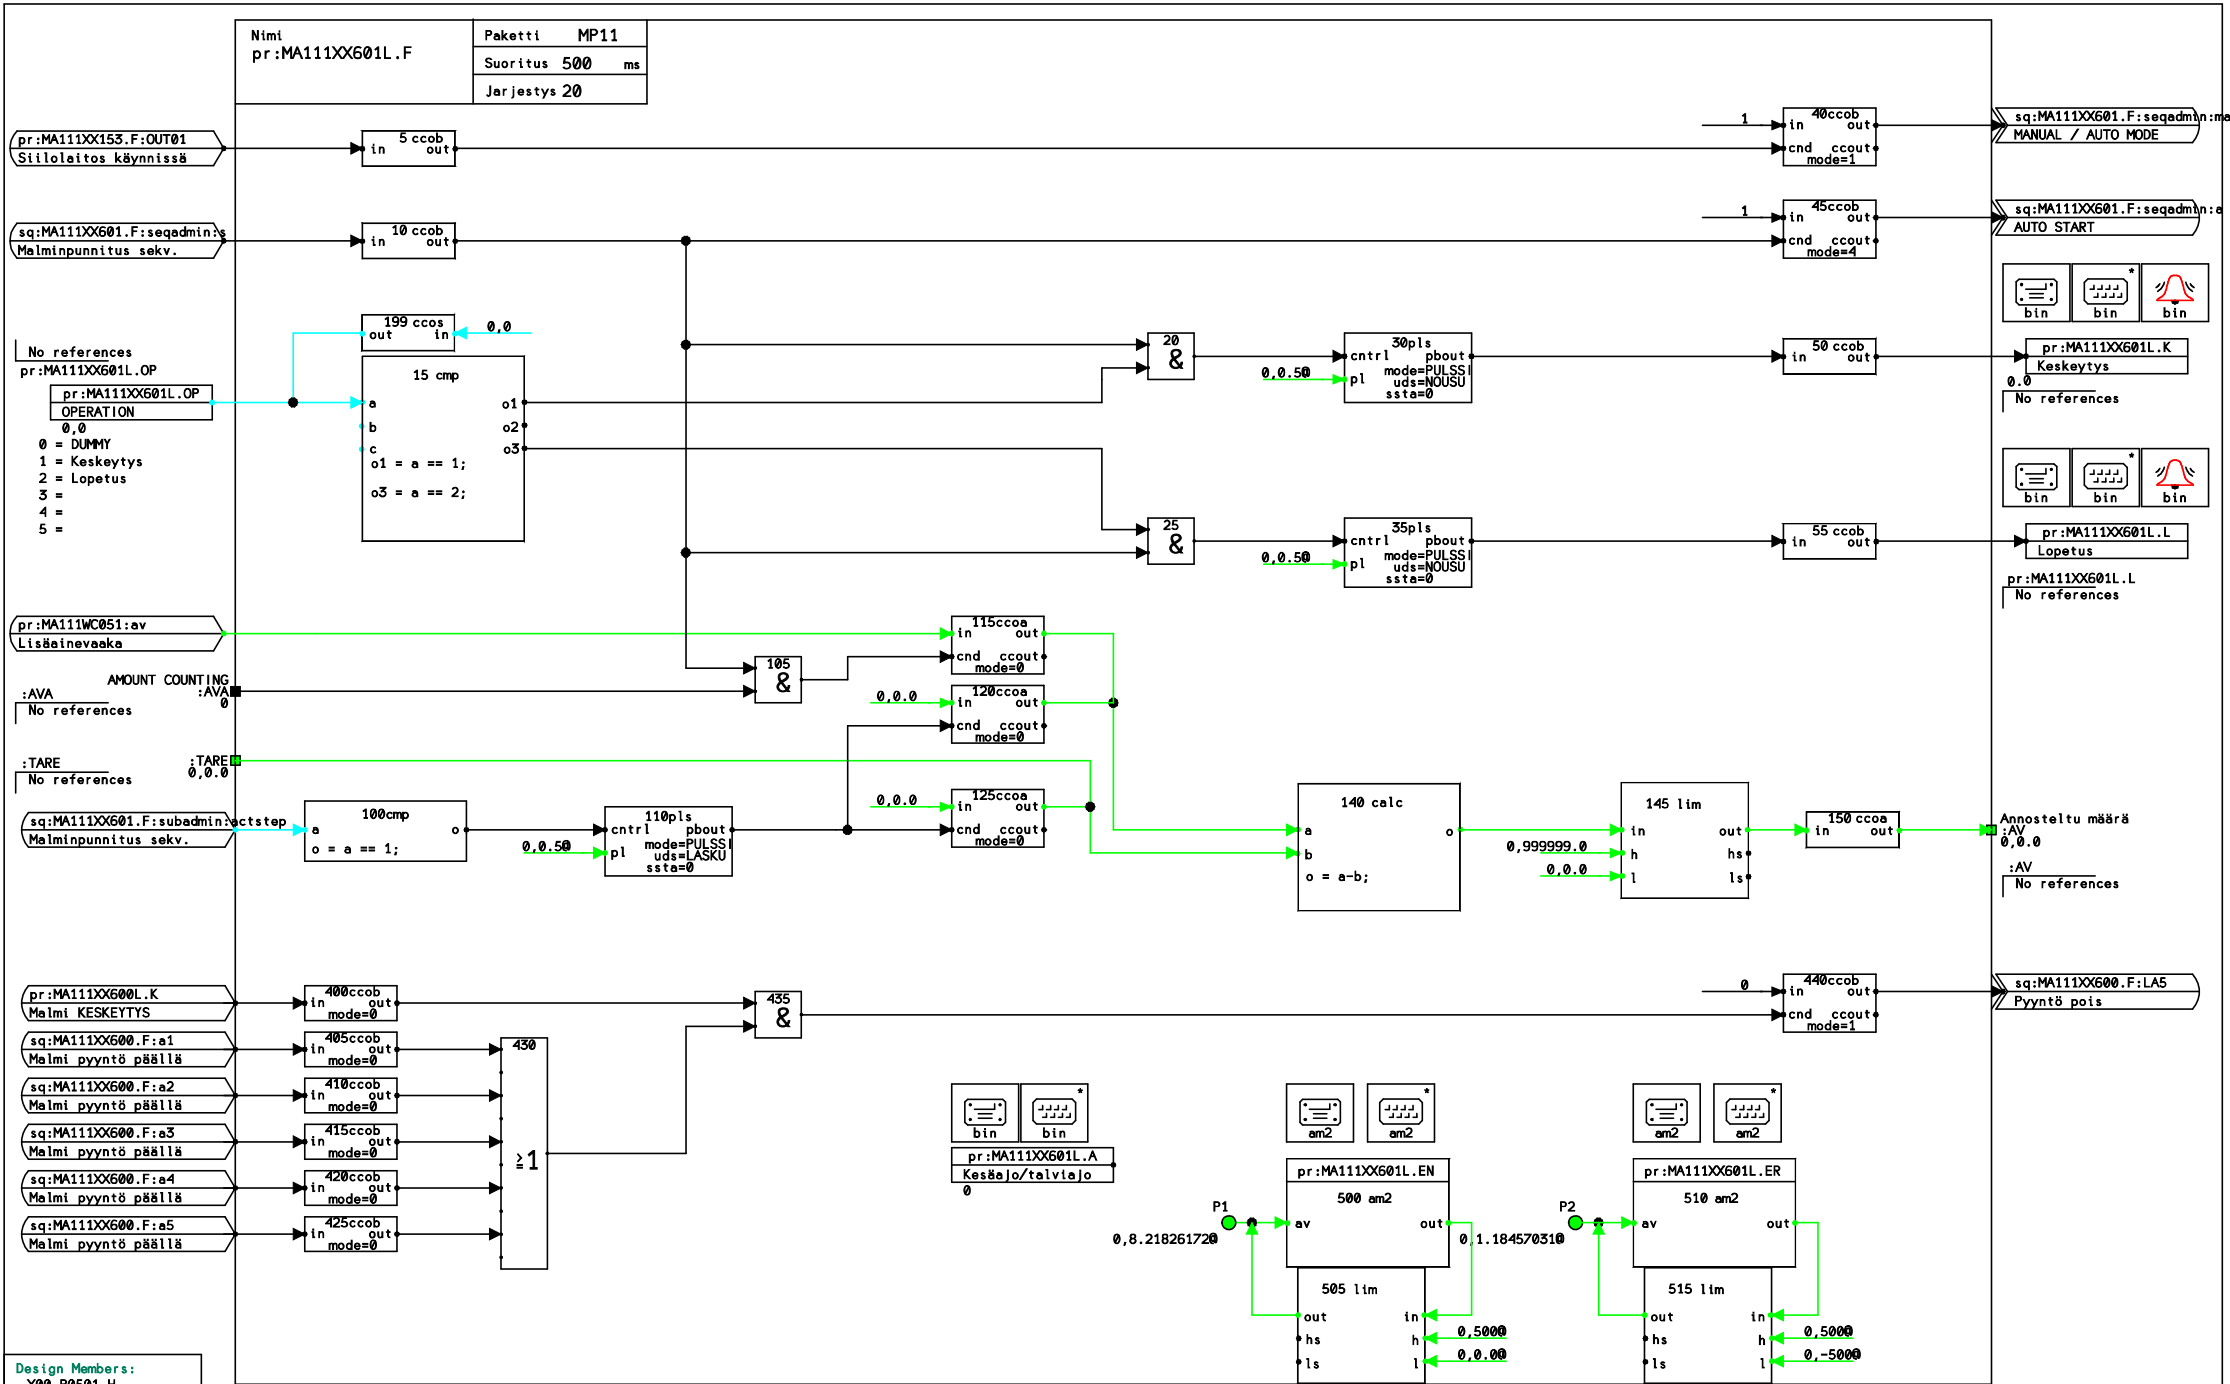 Nimi
pr:MA111XX601L.F
Paketti MP11
Suoritus 500 ms
Jarjestys 20
pr:MA111XX153.F:OUT01
Siilolaitos käynnissä
5 ccob
in out
1
40ccob
in out
cnd ccout
mode=1
sq:MA111XX601.F:seqadmin:ma
MANUAL / AUTO MODE
sq:MA111XX601.F:seqadmin:s
Malminpunnitus sekv.
10 ccob
in out
1
45ccob
in out
cnd ccout
mode=4
sq:MA111XX601.F:seqadmin:a
AUTO START
bin
* bin
bin
199 ccos
out in
0,0
No references
pr:MA111XX601L.OP
pr:MA111XX601L.OP
OPERATION
0,0
0 = DUMMY
1 = Keskeytys
2 = Lopetus
3 =
4 =
5 =
15 cmp
a o1
b o2
c o3
o1 = a == 1;
o3 = a == 2;
20
&
0,0.50
30pls
cntrl pbout
mode=PULSSI
pl
uds=NOUSU
ssta=0
50 ccob
in out
pr:MA111XX601L.K
Keskeytys
0.0
No references
bin
* bin
bin
25
&
0,0.50
35pls
cntrl pbout
mode=PULSSI
pl
uds=NOUSU
ssta=0
55 ccob
in out
pr:MA111XX601L.L
Lopetus
pr:MA111XX601L.L
No references
pr:MA111WC051:av
Lisäainevaaka
115ccoa
in out
cnd ccout
mode=0
AMOUNT COUNTING
:AVA
:AVA
0
No references
105
&
0,0.0
120ccoa
in out
cnd ccout
mode=0
:TARE
:TARE
0,0.0
No references
0,0.0
125ccoa
in out
cnd ccout
mode=0
sq:MA111XX601.F:subadmin:actstep
Malminpunnitus sekv.
100cmp
a o
o = a == 1;
0,0.50
110pls
cntrl pbout
mode=PULSSI
pl
uds=LASKU
ssta=0
140 calc
a o
b
o = a-b;
0,999999.0
0,0.0
145 lim
in out
h hs
l ls
150 ccoa
in out
Annosteltu määrä
:AV
0,0.0
:AV
No references
pr:MA111XX600L.K
Malmi KESKEYTYS
400ccob
in out
mode=0
435
&
0
440ccob
in out
cnd ccout
mode=1
sq:MA111XX600.F:LA5
Pyyntö pois
sq:MA111XX600.F:a1
Malmi pyyntö päällä
405ccob
in out
mode=0
sq:MA111XX600.F:a2
Malmi pyyntö päällä
410ccob
in out
mode=0
sq:MA111XX600.F:a3
Malmi pyyntö päällä
415ccob
in out
mode=0
sq:MA111XX600.F:a4
Malmi pyyntö päällä
420ccob
in out
mode=0
sq:MA111XX600.F:a5
Malmi pyyntö päällä
425ccob
in out
mode=0
430
≥1
bin
* bin
pr:MA111XX601L.A
Kesäajo/talviajo
0
am2
* am2
pr:MA111XX601L.EN
500 am2
P1
av out
505 lim
out in
hs h
ls l
0,5000
0,0.00
am2
* am2
pr:MA111XX601L.ER
510 am2
P2
av out
515 lim
out in
hs h
ls l
0,5000
0,-5000
Design Members: